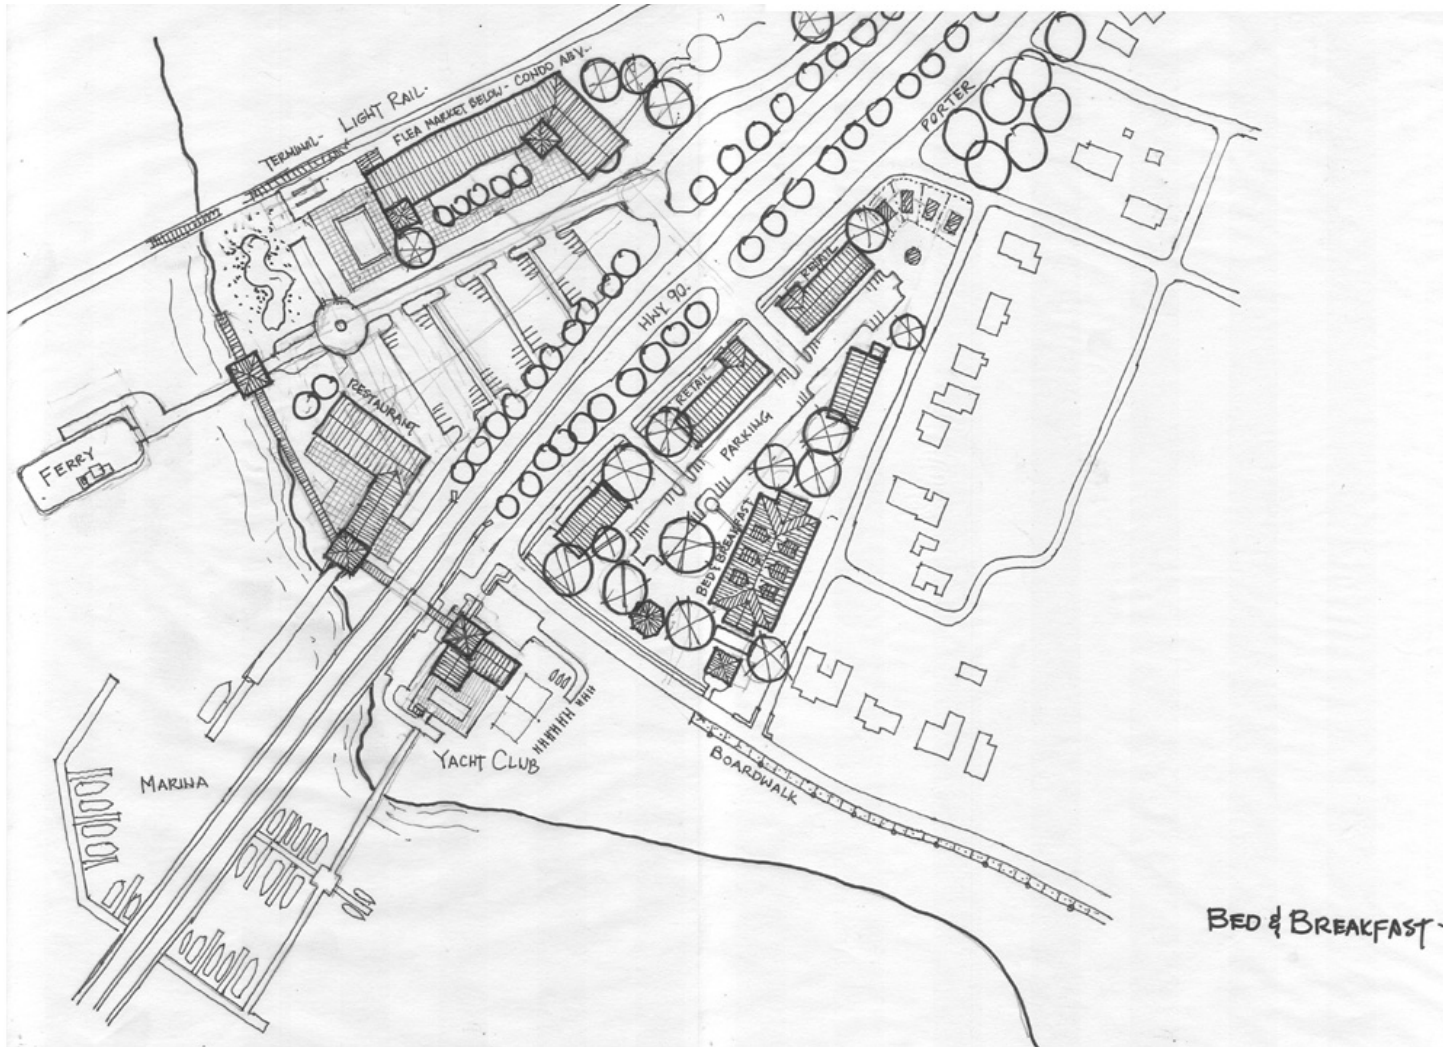 TERMINAL - LIGHT RAIL -
FLEA MARKET BELOW - CONDO ABV -
PORTER
RETAIL
HWY. 90.
RETAIL
RESTAURANT
PARKING
FERRY
BED & BREAKFAST
YACHT CLUB
BOARDWALK
MARINA
BED & BREAKFAST -